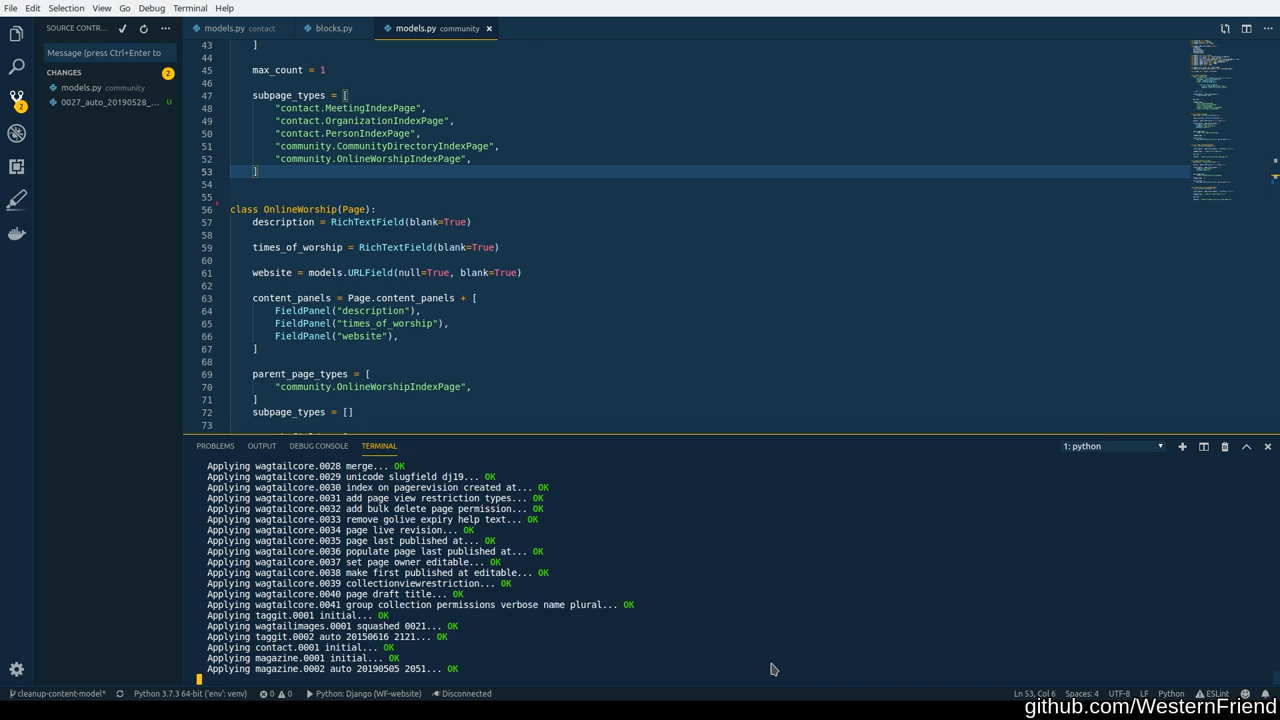 File Edit Selection View Go Debug Terminal Help
SOURCE CONTR... models.py contact blocks.py models.py community
Message (press Ctrl+Enter to
CHANGES 2
models.py community
0027_auto_20190528_... U
2
43 ]
44
45 max_count = 1
46
47 subpage_types = [
48 "contact.MeetingIndexPage",
49 "contact.OrganizationIndexPage",
50 "contact.PersonIndexPage",
51 "community.CommunityDirectoryIndexPage",
52 "community.OnlineWorshipIndexPage",
53 ]
54
55
56 class OnlineWorship(Page):
57 description = RichTextField(blank=True)
58
59 times_of_worship = RichTextField(blank=True)
60
61 website = models.URLField(null=True, blank=True)
62
63 content_panels = Page.content_panels + [
64 FieldPanel("description"),
65 FieldPanel("times_of_worship"),
66 FieldPanel("website"),
67 ]
68
69 parent_page_types = [
70 "community.OnlineWorshipIndexPage",
71 ]
72 subpage_types = []
73
PROBLEMS OUTPUT DEBUG CONSOLE TERMINAL 1: python
Applying wagtailcore.0028 merge... OK
Applying wagtailcore.0029 unicode slugfield dj19... OK
Applying wagtailcore.0030 index on pagerevision created at... OK
Applying wagtailcore.0031 add page view restriction types... OK
Applying wagtailcore.0032 add bulk delete page permission... OK
Applying wagtailcore.0033 remove golive expiry help text... OK
Applying wagtailcore.0034 page live revision... OK
Applying wagtailcore.0035 page last published at... OK
Applying wagtailcore.0036 populate page last published at... OK
Applying wagtailcore.0037 set page owner editable... OK
Applying wagtailcore.0038 make first published at editable... OK
Applying wagtailcore.0039 collectionviewrestriction... OK
Applying wagtailcore.0040 page draft title... OK
Applying wagtailcore.0041 group collection permissions verbose name plural... OK
Applying taggit.0001 initial... OK
Applying wagtailimages.0001 squashed 0021... OK
Applying taggit.0002 auto 20150616 2121... OK
Applying contact.0001 initial... OK
Applying magazine.0001 initial... OK
Applying magazine.0002 auto 20190505 2051... OK
cleanup-content-model* Python 3.7.3 64-bit ('env': venv) 0 0 Python: Django (WF-website) Disconnected Ln 53, Col 6 Spaces: 4 UTF-8 LF Python ESLint
github.com/WesternFriend